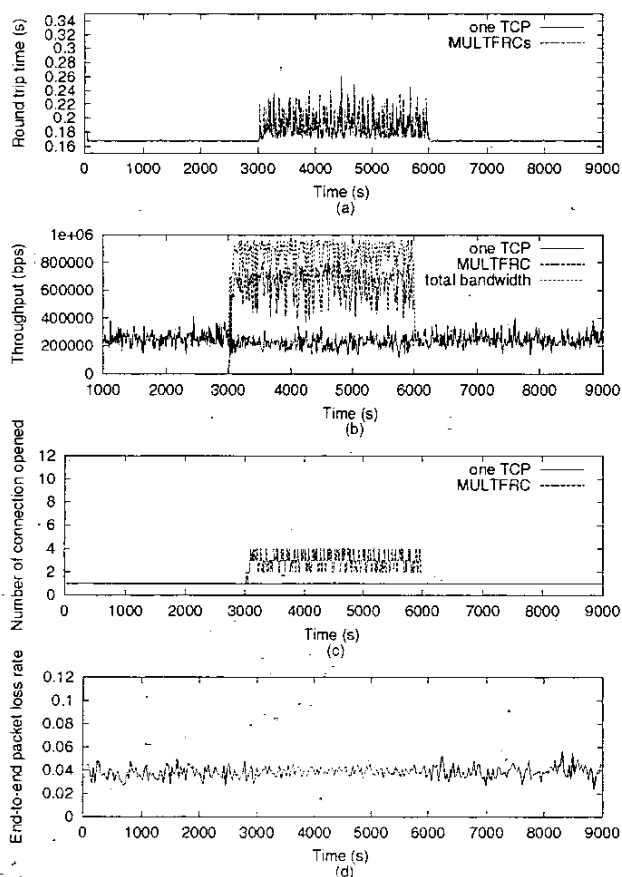 Round trip time (s)
0.34
0.32
0.3
0.28
0.26
0.24
0.22
0.2
0.18
0.16
one TCP
MULTFRCs
0 1000 2000 3000 4000 5000 6000 7000 8000 9000
Time (s)
(a)
Throughput (bps)
1e+06
800000
600000
400000
200000
0
one TCP
MULTFRC
total bandwidth
1000 2000 3000 4000 5000 6000 7000 8000 9000
Time (s)
(b)
Number of connection opened
12
10
8
6
4
2
0
one TCP
MULTFRC
0 1000 2000 3000 4000 5000 6000 7000 8000 9000
Time (s)
(c)
End-to-end packet loss rate
0.12
0.1
0.08
0.06
0.04
0.02
0
0 1000 2000 3000 4000 5000 6000 7000 8000 9000
Time (s)
(d)